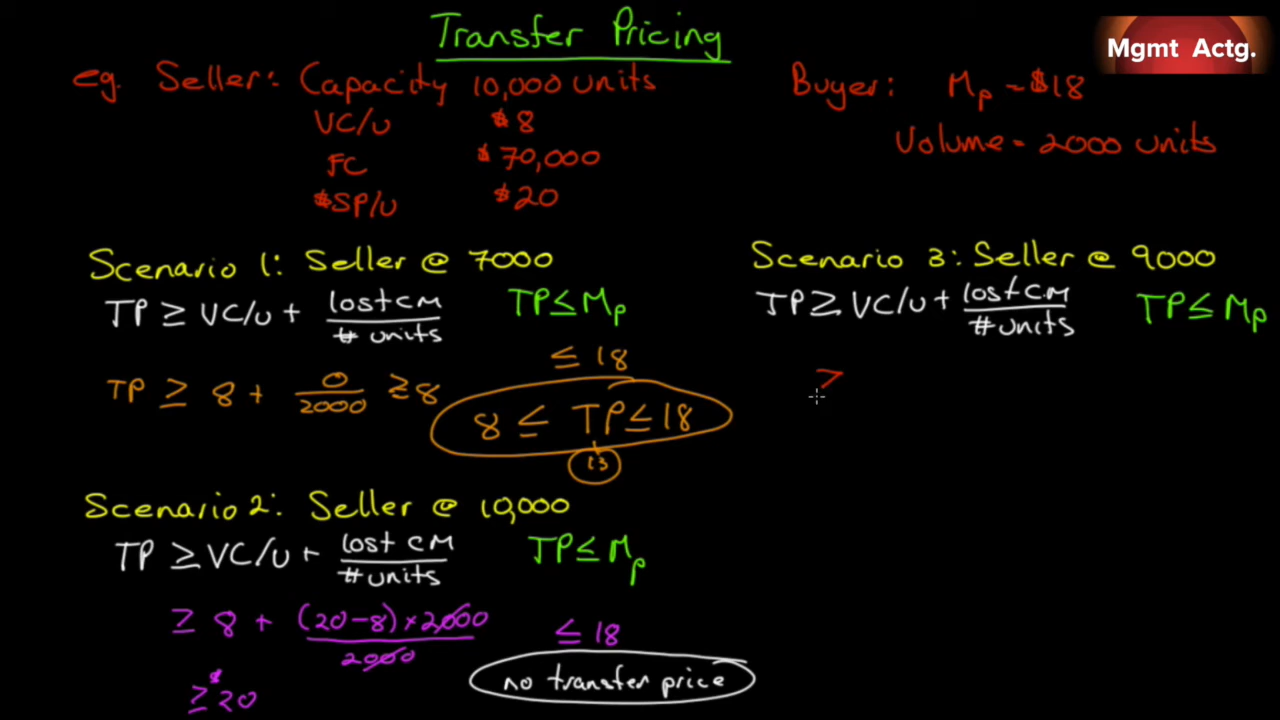 Transfer Pricing
Mgmt Actg.
eg. Seller: Capacity 10,000 units
VC/u $8
FC $70,000
$SP/u $20
Buyer: Mp = $18
Volume = 2000 units
Scenario 1: Seller @ 7000
TP ≥ VC/u + lost CM / # units TP ≤ Mp
≤ 18
TP ≥ 8 + 0 / 2000 ≥ 8
8 ≤ TP ≤ 18
13
Scenario 2: Seller @ 10,000
TP ≥ VC/u + lost CM / # units TP ≤ Mp
≥ 8 + (20-8) × 2000 / 2000 ≤ 18
≥ $20
no transfer price
Scenario 3: Seller @ 9000
TP ≥ VC/u + lost CM / # units TP ≤ Mp
>